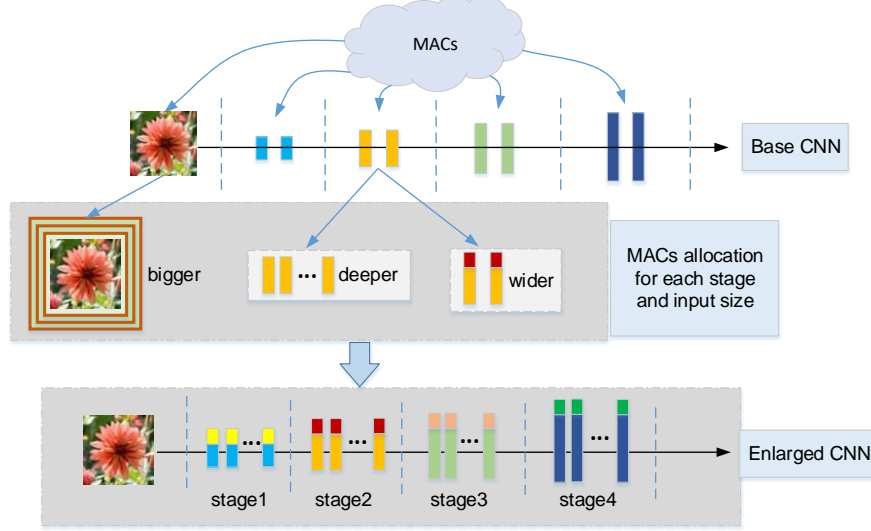 MACs
Base CNN
bigger
deeper
wider
MACs allocation
for each stage
and input size
Enlarged CNN
stage1
stage2
stage3
stage4